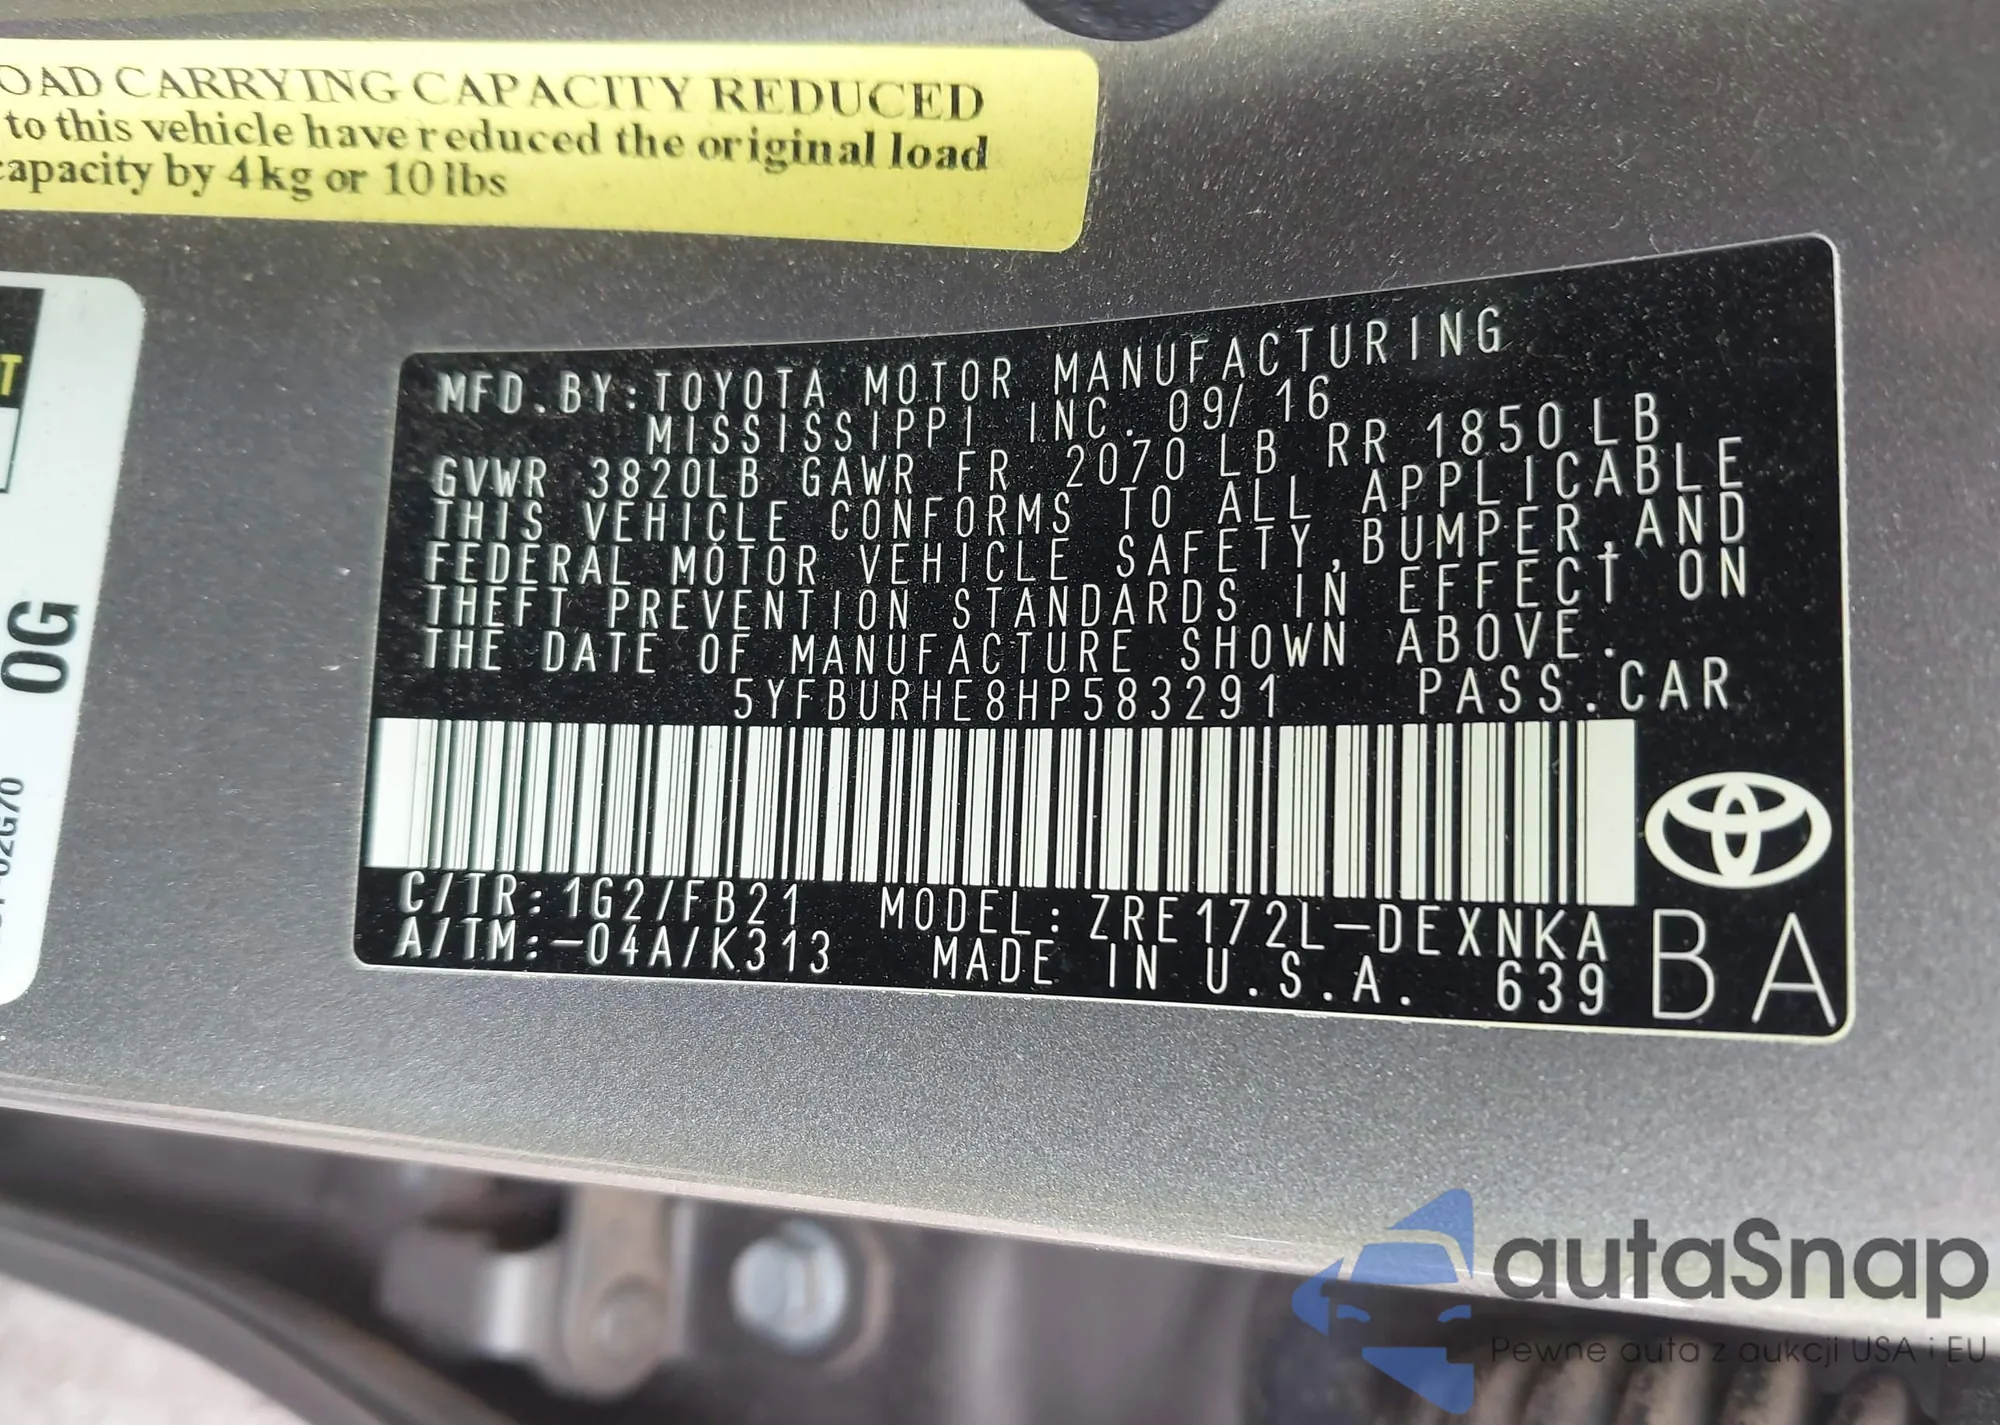 OAD CARRYING CAPACITY REDUCED
to this vehicle have reduced the original load
capacity by 4kg or 10 lbs
T
0G
02G70
MFD. BY: TOYOTA MOTOR MANUFACTURING
MISSISSIPPI INC. 09/16
GVWR 3820LB GAWR FR 2070 LB RR 1850 LB
THIS VEHICLE CONFORMS TO ALL APPLICABLE
FEDERAL MOTOR VEHICLE SAFETY, BUMPER, AND
THEFT PREVENTION STANDARDS IN EFFECT ON
THE DATE OF MANUFACTURE SHOWN ABOVE.
5YFBURHE8HP583291 PASS. CAR
C/TR: 1G2/FB21 MODEL: ZRE172L-DEXNKA
A/TM: -04A/K313 MADE IN U.S.A. 639
BA
autaSnap
Pewne auta z aukcji USA i EU